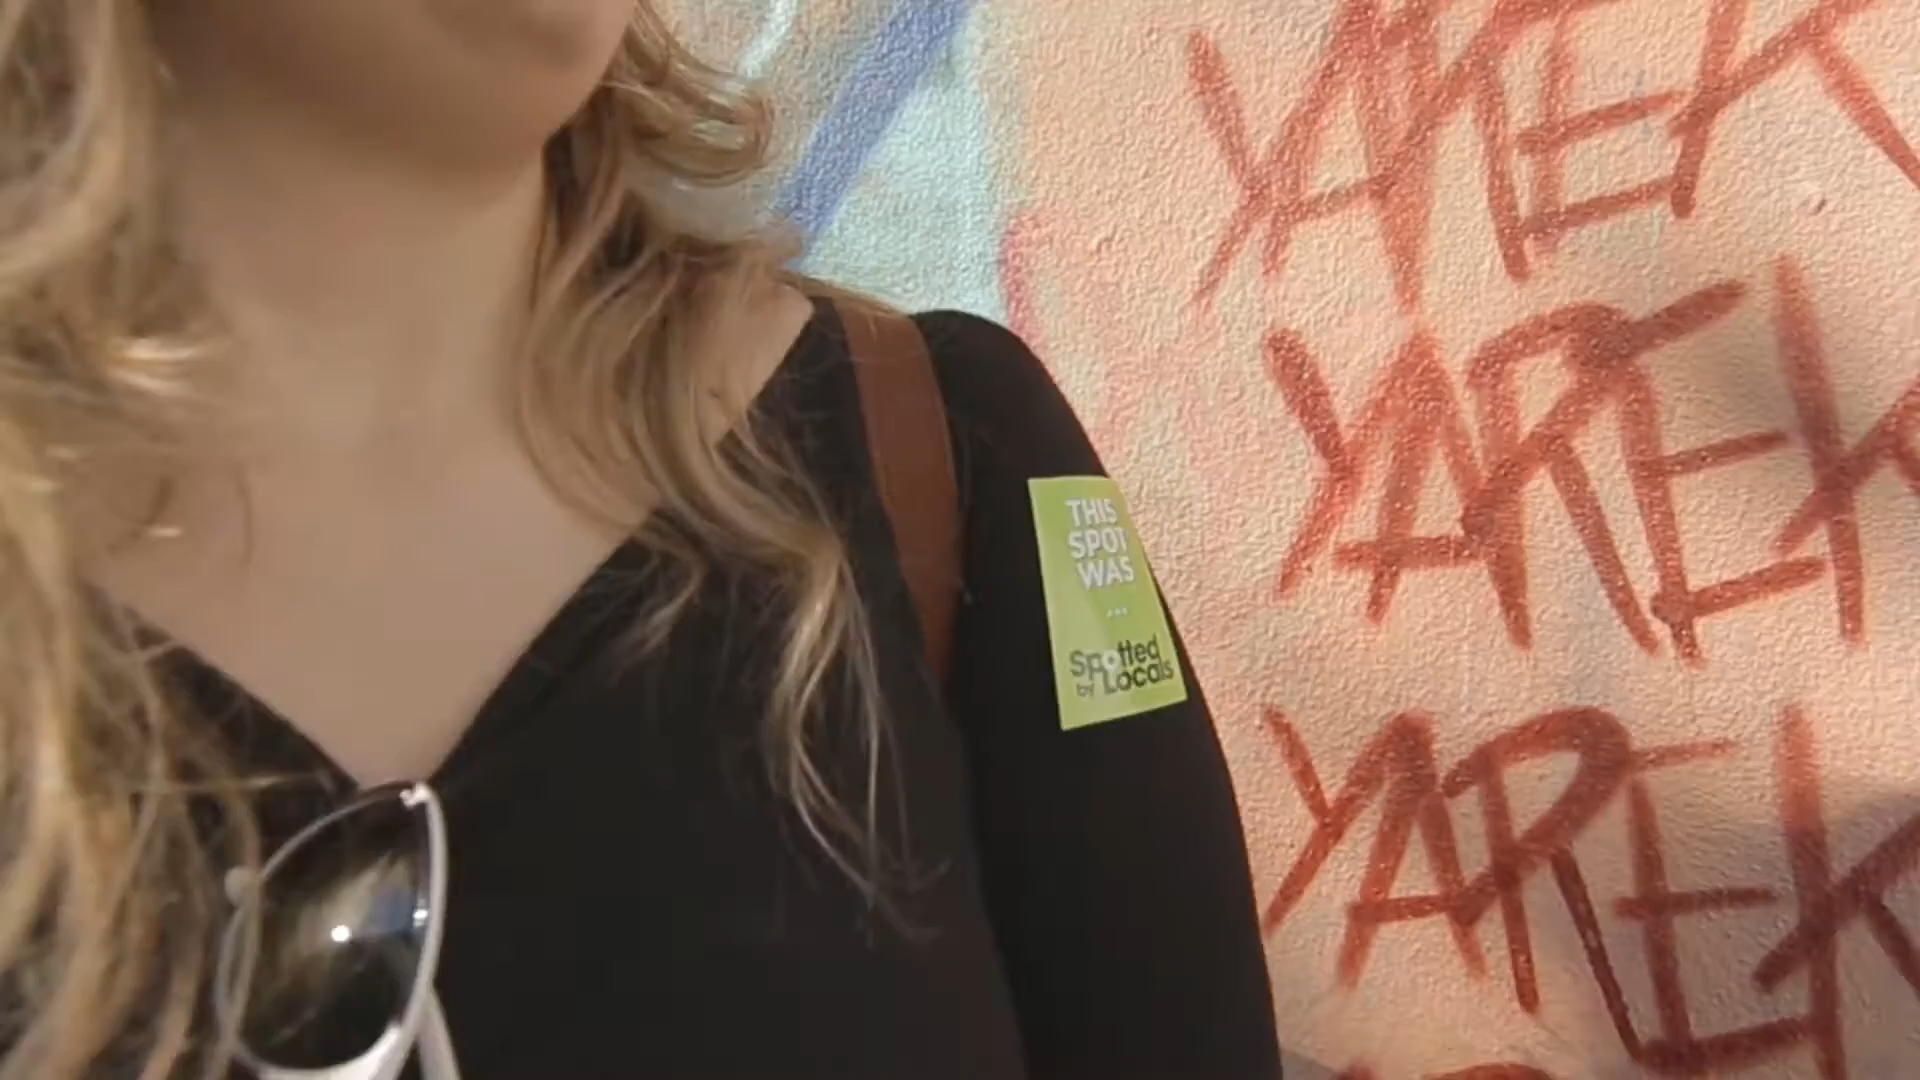 YAREK
YAREK
YAREK
THIS
SPOT
WAS
...
Spotted
by Locals